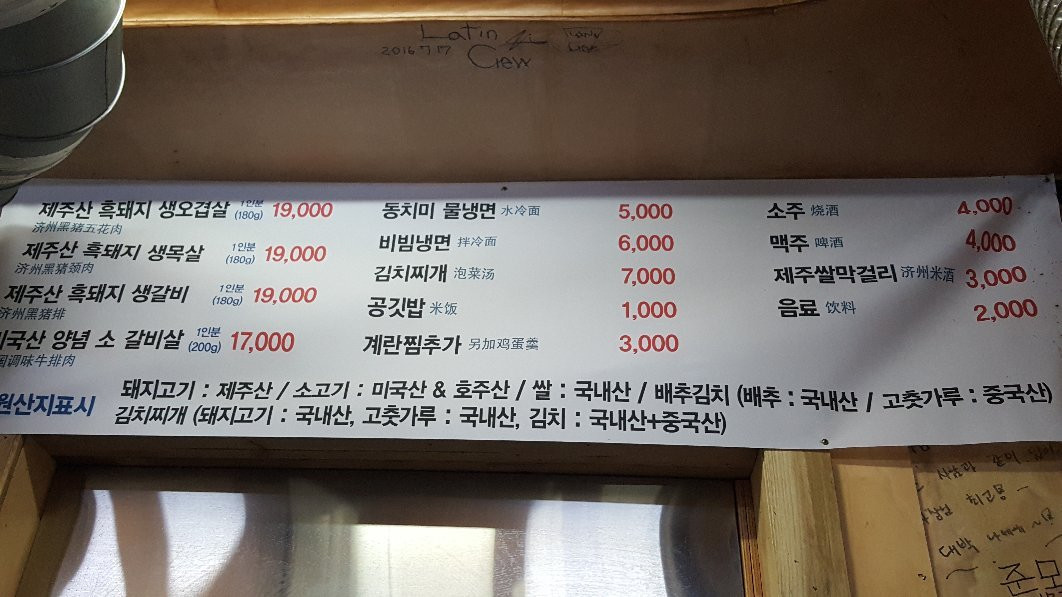 Latin
2016 7 17
Crew
제주산 흑돼지 생오겹살 1인분 (180g) 19,000
济州黑猪五花肉
제주산 흑돼지 생목살 1인분 (180g) 19,000
济州黑猪颈肉
제주산 흑돼지 생갈비 1인분 (180g) 19,000
济州黑猪排
미국산 양념 소 갈비살 1인분 (200g) 17,000
国调味牛排肉
동치미 물냉면 水冷面 5,000
비빔냉면 拌冷面 6,000
김치찌개 泡菜汤 7,000
공깃밥 米饭 1,000
계란찜추가 另加鸡蛋羹 3,000
소주 烧酒 4,000
맥주 啤酒 4,000
제주쌀막걸리 济州米酒 3,000
음료 饮料 2,000
원산지표시
돼지고기 : 제주산 / 소고기 : 미국산 & 호주산 / 쌀 : 국내산 / 배추김치 (배추 : 국내산 / 고춧가루 : 중국산)
김치찌개 (돼지고기 : 국내산, 고춧가루 : 국내산, 김치 : 국내산+중국산)
대박